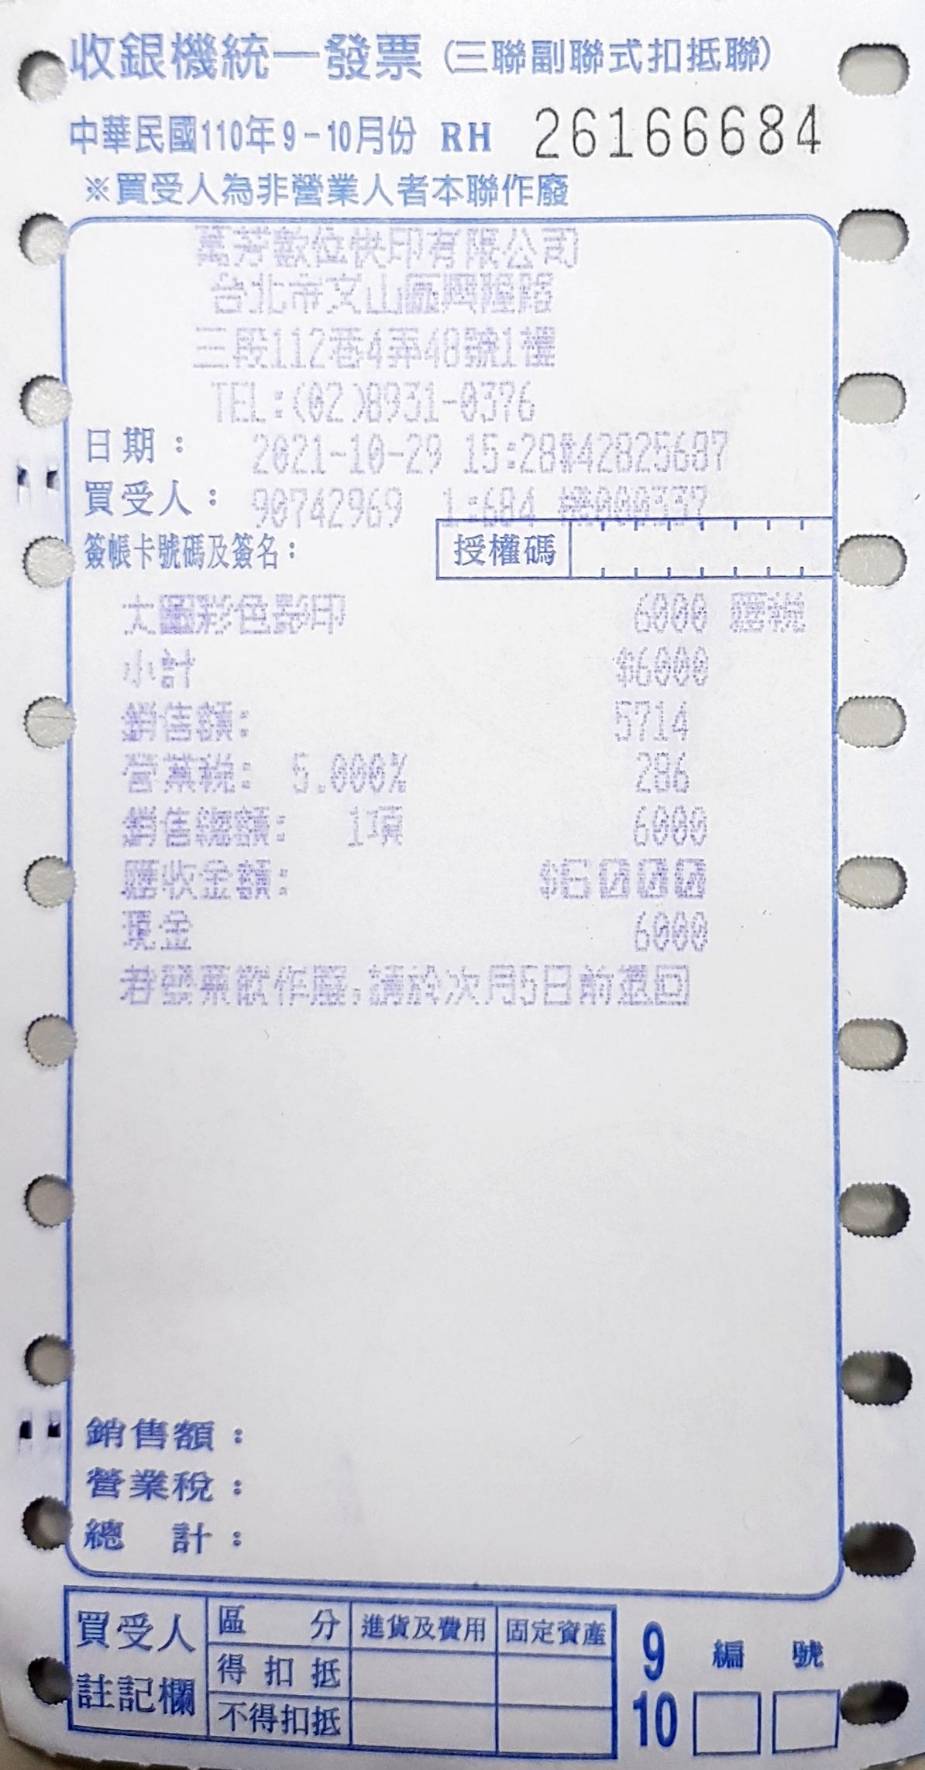 收銀機統一發票(三聯副聯式扣抵聯)
中華民國110年9-10月份 RH 26166684
※買受人為非營業人者本聯作廢
萬芳數位快印有限公司
台北市文山區興隆路
三段112巷4弄48號1樓
TEL:(02)8931-0376
日期: 2021-10-29 15:28 #42825687
買受人: 90742969 1:684 機000337
簽帳卡號碼及簽名: 授權碼
大圖彩色影印 6000 應稅
小計 $6000
銷售額: 5714
營業稅: 5.000% 286
銷售總額: 1項 6000
應收金額: $6000
現金 6000
若發票欲作廢,請於次月5日前退回
銷售額:
營業稅:
總 計:
買受人註記欄 區 分 進貨及費用 固定資產
得扣抵
不得扣抵
9 編 號
10